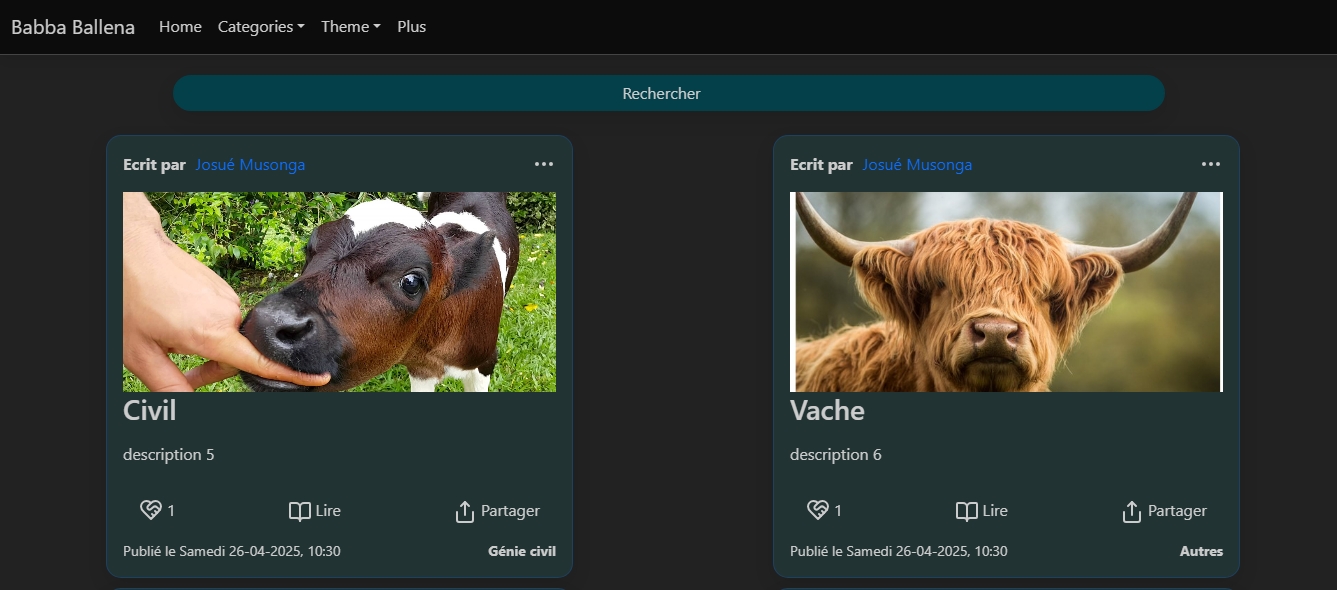 Babba Ballena Home Categories Theme Plus
Rechercher
Ecrit par Josué Musonga
Civil
description 5
1 Lire Partager
Publié le Samedi 26-04-2025, 10:30 Génie civil
Ecrit par Josué Musonga
Vache
description 6
1 Lire Partager
Publié le Samedi 26-04-2025, 10:30 Autres